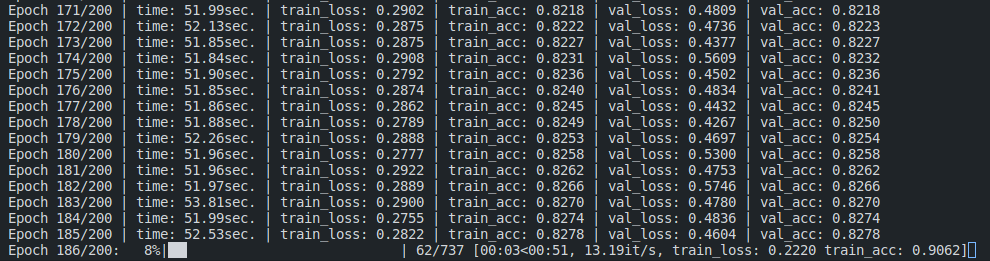 Epoch 171/200 | time: 51.99sec. | train_loss: 0.2902 | train_acc: 0.8218 | val_loss: 0.4809 | val_acc: 0.8218
Epoch 172/200 | time: 52.13sec. | train_loss: 0.2875 | train_acc: 0.8222 | val_loss: 0.4736 | val_acc: 0.8223
Epoch 173/200 | time: 51.85sec. | train_loss: 0.2875 | train_acc: 0.8227 | val_loss: 0.4377 | val_acc: 0.8227
Epoch 174/200 | time: 51.84sec. | train_loss: 0.2908 | train_acc: 0.8231 | val_loss: 0.5609 | val_acc: 0.8232
Epoch 175/200 | time: 51.90sec. | train_loss: 0.2792 | train_acc: 0.8236 | val_loss: 0.4502 | val_acc: 0.8236
Epoch 176/200 | time: 51.85sec. | train_loss: 0.2874 | train_acc: 0.8240 | val_loss: 0.4834 | val_acc: 0.8241
Epoch 177/200 | time: 51.86sec. | train_loss: 0.2862 | train_acc: 0.8245 | val_loss: 0.4432 | val_acc: 0.8245
Epoch 178/200 | time: 51.88sec. | train_loss: 0.2789 | train_acc: 0.8249 | val_loss: 0.4267 | val_acc: 0.8250
Epoch 179/200 | time: 52.26sec. | train_loss: 0.2888 | train_acc: 0.8253 | val_loss: 0.4697 | val_acc: 0.8254
Epoch 180/200 | time: 51.96sec. | train_loss: 0.2777 | train_acc: 0.8258 | val_loss: 0.5300 | val_acc: 0.8258
Epoch 181/200 | time: 51.96sec. | train_loss: 0.2922 | train_acc: 0.8262 | val_loss: 0.4753 | val_acc: 0.8262
Epoch 182/200 | time: 51.97sec. | train_loss: 0.2889 | train_acc: 0.8266 | val_loss: 0.5746 | val_acc: 0.8266
Epoch 183/200 | time: 53.81sec. | train_loss: 0.2900 | train_acc: 0.8270 | val_loss: 0.4780 | val_acc: 0.8270
Epoch 184/200 | time: 51.99sec. | train_loss: 0.2755 | train_acc: 0.8274 | val_loss: 0.4836 | val_acc: 0.8274
Epoch 185/200 | time: 52.53sec. | train_loss: 0.2822 | train_acc: 0.8278 | val_loss: 0.4604 | val_acc: 0.8278
Epoch 186/200:   8%|██ | 62/737 [00:03<00:51, 13.19it/s, train_loss: 0.2220 train_acc: 0.9062]